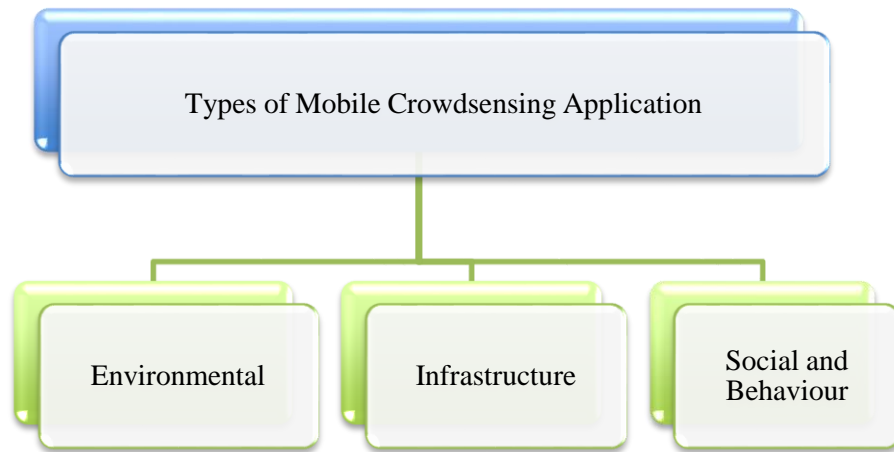 Types of Mobile Crowdsensing Application
Environmental
Infrastructure
Social and
Behaviour